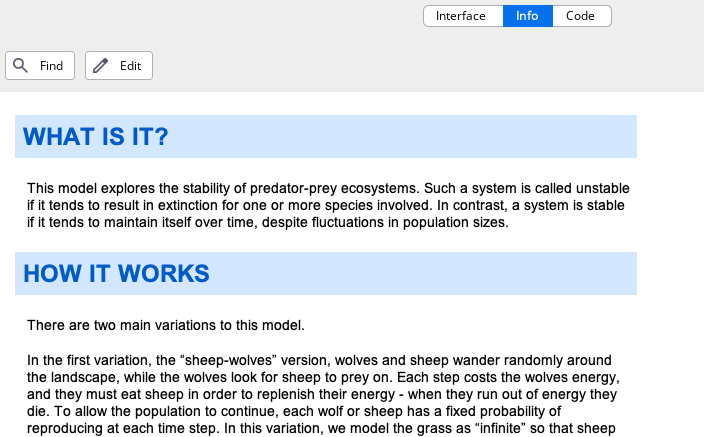 Interface Info Code
Find Edit
WHAT IS IT?
This model explores the stability of predator-prey ecosystems. Such a system is called unstable
if it tends to result in extinction for one or more species involved. In contrast, a system is stable
if it tends to maintain itself over time, despite fluctuations in population sizes.
HOW IT WORKS
There are two main variations to this model.
In the first variation, the “sheep-wolves” version, wolves and sheep wander randomly around
the landscape, while the wolves look for sheep to prey on. Each step costs the wolves energy,
and they must eat sheep in order to replenish their energy - when they run out of energy they
die. To allow the population to continue, each wolf or sheep has a fixed probability of
reproducing at each time step. In this variation, we model the grass as “infinite” so that sheep